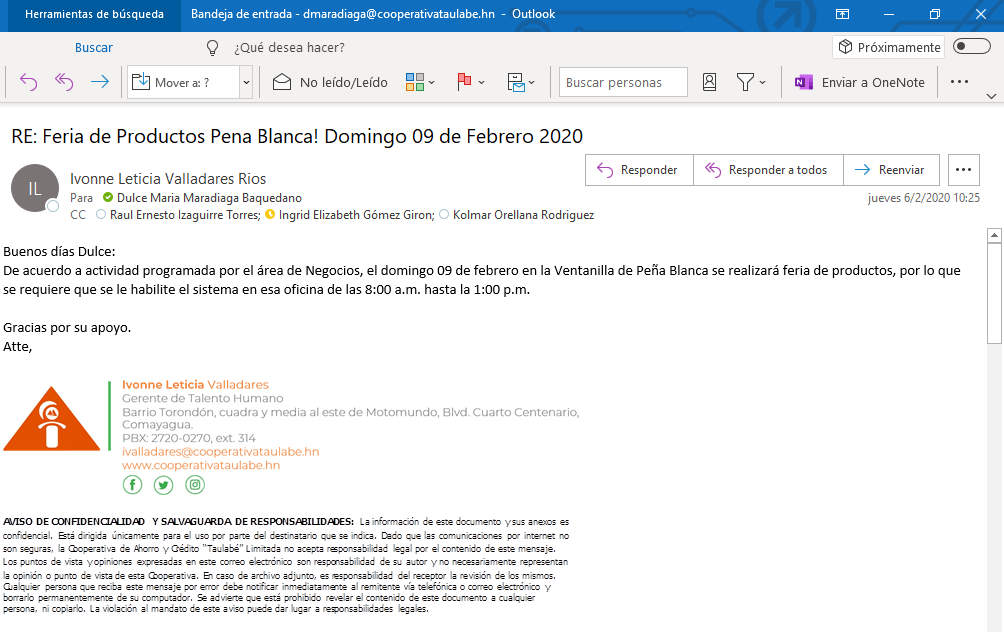 Herramientas de búsqueda
Bandeja de entrada - dmaradiaga@cooperativataulabe.hn - Outlook
Buscar
¿Qué desea hacer?
Próximamente
Mover a: ?
No leído/Leído
Buscar personas
Enviar a OneNote
RE: Feria de Productos Pena Blanca! Domingo 09 de Febrero 2020
IL
Ivonne Leticia Valladares Rios
Responder
Responder a todos
Reenviar
Para Dulce Maria Maradiaga Baquedano
jueves 6/2/2020 10:25
CC Raul Ernesto Izaguirre Torres; Ingrid Elizabeth Gómez Giron; Kolmar Orellana Rodriguez
Buenos días Dulce:
De acuerdo a actividad programada por el área de Negocios, el domingo 09 de febrero en la Ventanilla de Peña Blanca se realizará feria de productos, por lo que
se requiere que se le habilite el sistema en esa oficina de las 8:00 a.m. hasta la 1:00 p.m.
Gracias por su apoyo.
Atte,
Ivonne Leticia Valladares
Gerente de Talento Humano
Barrio Torondón, cuadra y media al este de Motomundo, Blvd. Cuarto Centenario,
Comayagua.
PBX: 2720-0270, ext. 314
ivalladares@cooperativataulabe.hn
www.cooperativataulabe.hn
AVISO DE CONFIDENCIALIDAD Y SALVAGUARDA DE RESPONSABILIDADES: La información de este documento y sus anexos es
confidencial. Está dirigida únicamente para el uso por parte del destinatario que se indica. Dado que las comunicaciones por internet no
son seguras, la Cooperativa de Ahorro y Crédito "Taulabé" Limitada no acepta responsabilidad legal por el contenido de este mensaje.
Los puntos de vista y opiniones expresadas en este correo electrónico son responsabilidad de su autor y no necesariamente representan
la opinión o punto de vista de esta Cooperativa. En caso de archivo adjunto, es responsabilidad del receptor la revisión de los mismos.
Cualquier persona que reciba este mensaje por error debe notificar inmediatamente al remitente vía telefónica o correo electrónico y
borrarlo permanentemente de su computador. Se advierte que está prohibido revelar el contenido de este documento a cualquier
persona, ni copiarlo. La violación al mandato de este aviso puede dar lugar a responsabilidades legales.